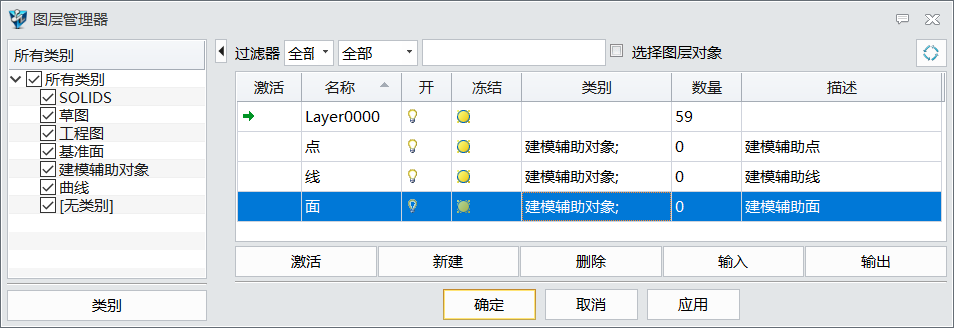 图层管理器
所有类别
所有类别
SOLIDS
草图
工程图
基准面
建模辅助对象
曲线
[无类别]
类别
过滤器 全部 全部 选择图层对象
激活 名称 开 冻结 类别 数量 描述
Layer0000 59
点 建模辅助对象; 0 建模辅助点
线 建模辅助对象; 0 建模辅助线
面 建模辅助对象; 0 建模辅助面
激活 新建 删除 输入 输出
确定 取消 应用